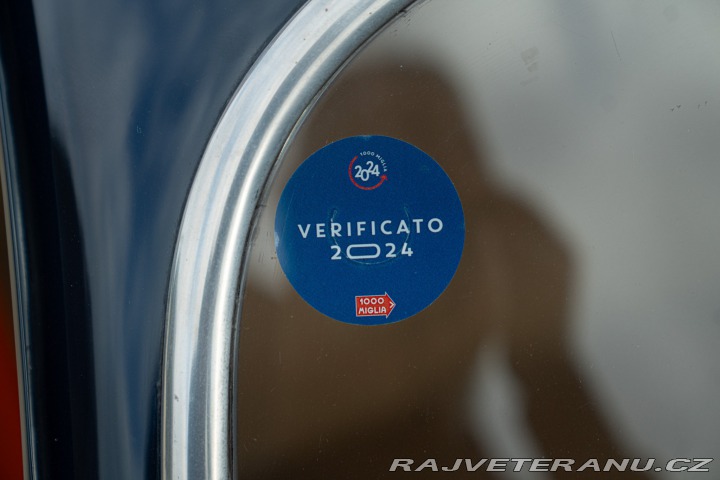 1000 MIGLIA
2024
VERIFICATO
2024
1000
MIGLIA
RAJVETERANU.CZ